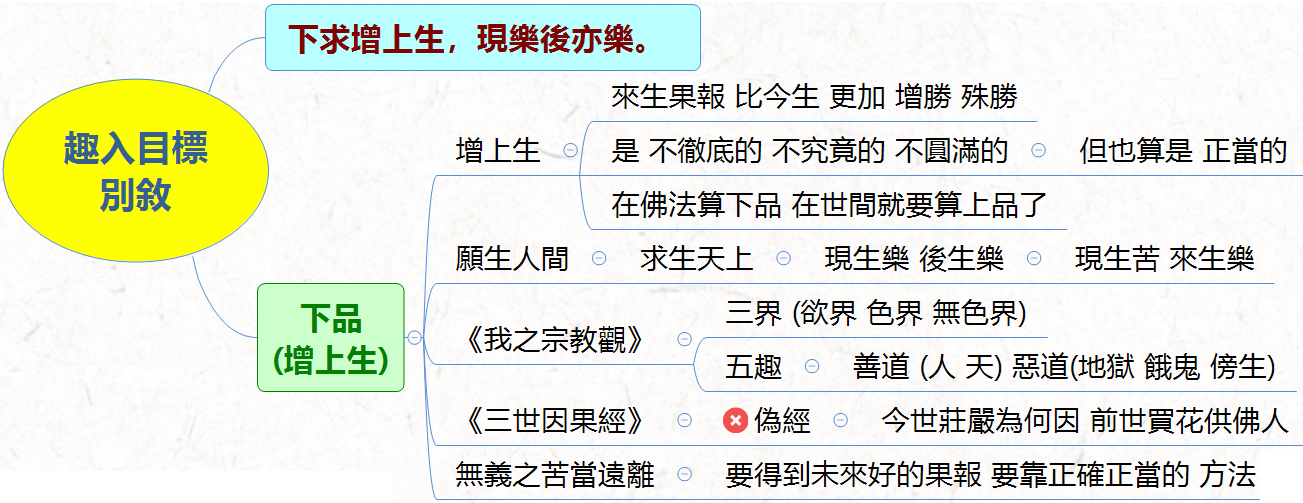 下求增上生，現樂後亦樂。
趣入目標
別敘
下品
(增上生)
增上生
來生果報 比今生 更加 增勝 殊勝
是 不徹底的 不究竟的 不圓滿的
但也算是 正當的
在佛法算下品 在世間就要算上品了
願生人間
求生天上
現生樂 後生樂
現生苦 來生樂
《我之宗教觀》
三界 (欲界 色界 無色界)
五趣
善道 (人 天) 惡道(地獄 餓鬼 傍生)
《三世因果經》
偽經
今世莊嚴為何因 前世買花供佛人
無義之苦當遠離
要得到未來好的果報 要靠正確正當的 方法